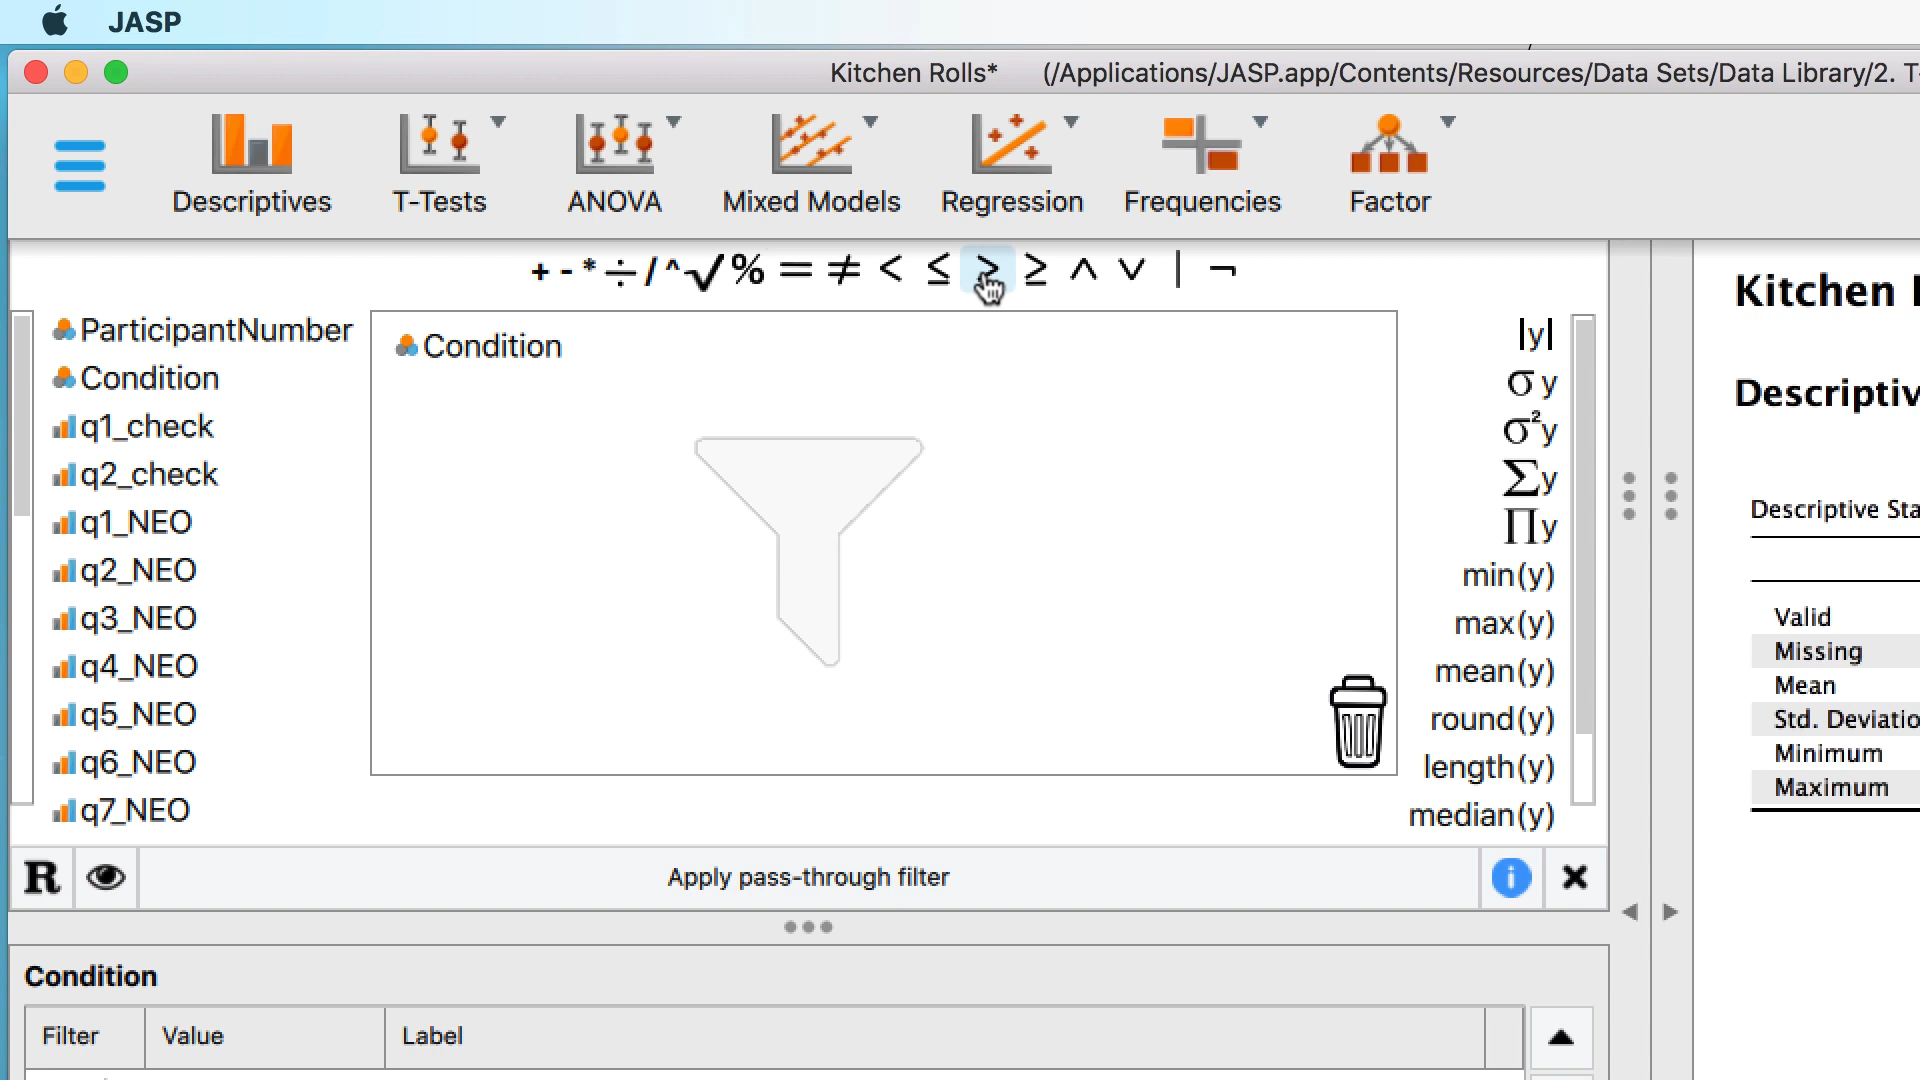 JASP
Kitchen Rolls* (/Applications/JASP.app/Contents/Resources/Data Sets/Data Library/2. T-
Descriptives T-Tests ANOVA Mixed Models Regression Frequencies Factor
+ - * ÷ / ^ √ % = ≠ < ≤ > ≥ ∧ ∨ | ¬
ParticipantNumber
Condition
q1_check
q2_check
q1_NEO
q2_NEO
q3_NEO
q4_NEO
q5_NEO
q6_NEO
q7_NEO
Condition
|y|
σy
σ²y
∑y
∏y
min(y)
max(y)
mean(y)
round(y)
length(y)
median(y)
R Apply pass-through filter i
Condition
Filter Value Label
Kitchen
Descriptiv
Descriptive Sta
Valid
Missing
Mean
Std. Deviatio
Minimum
Maximum